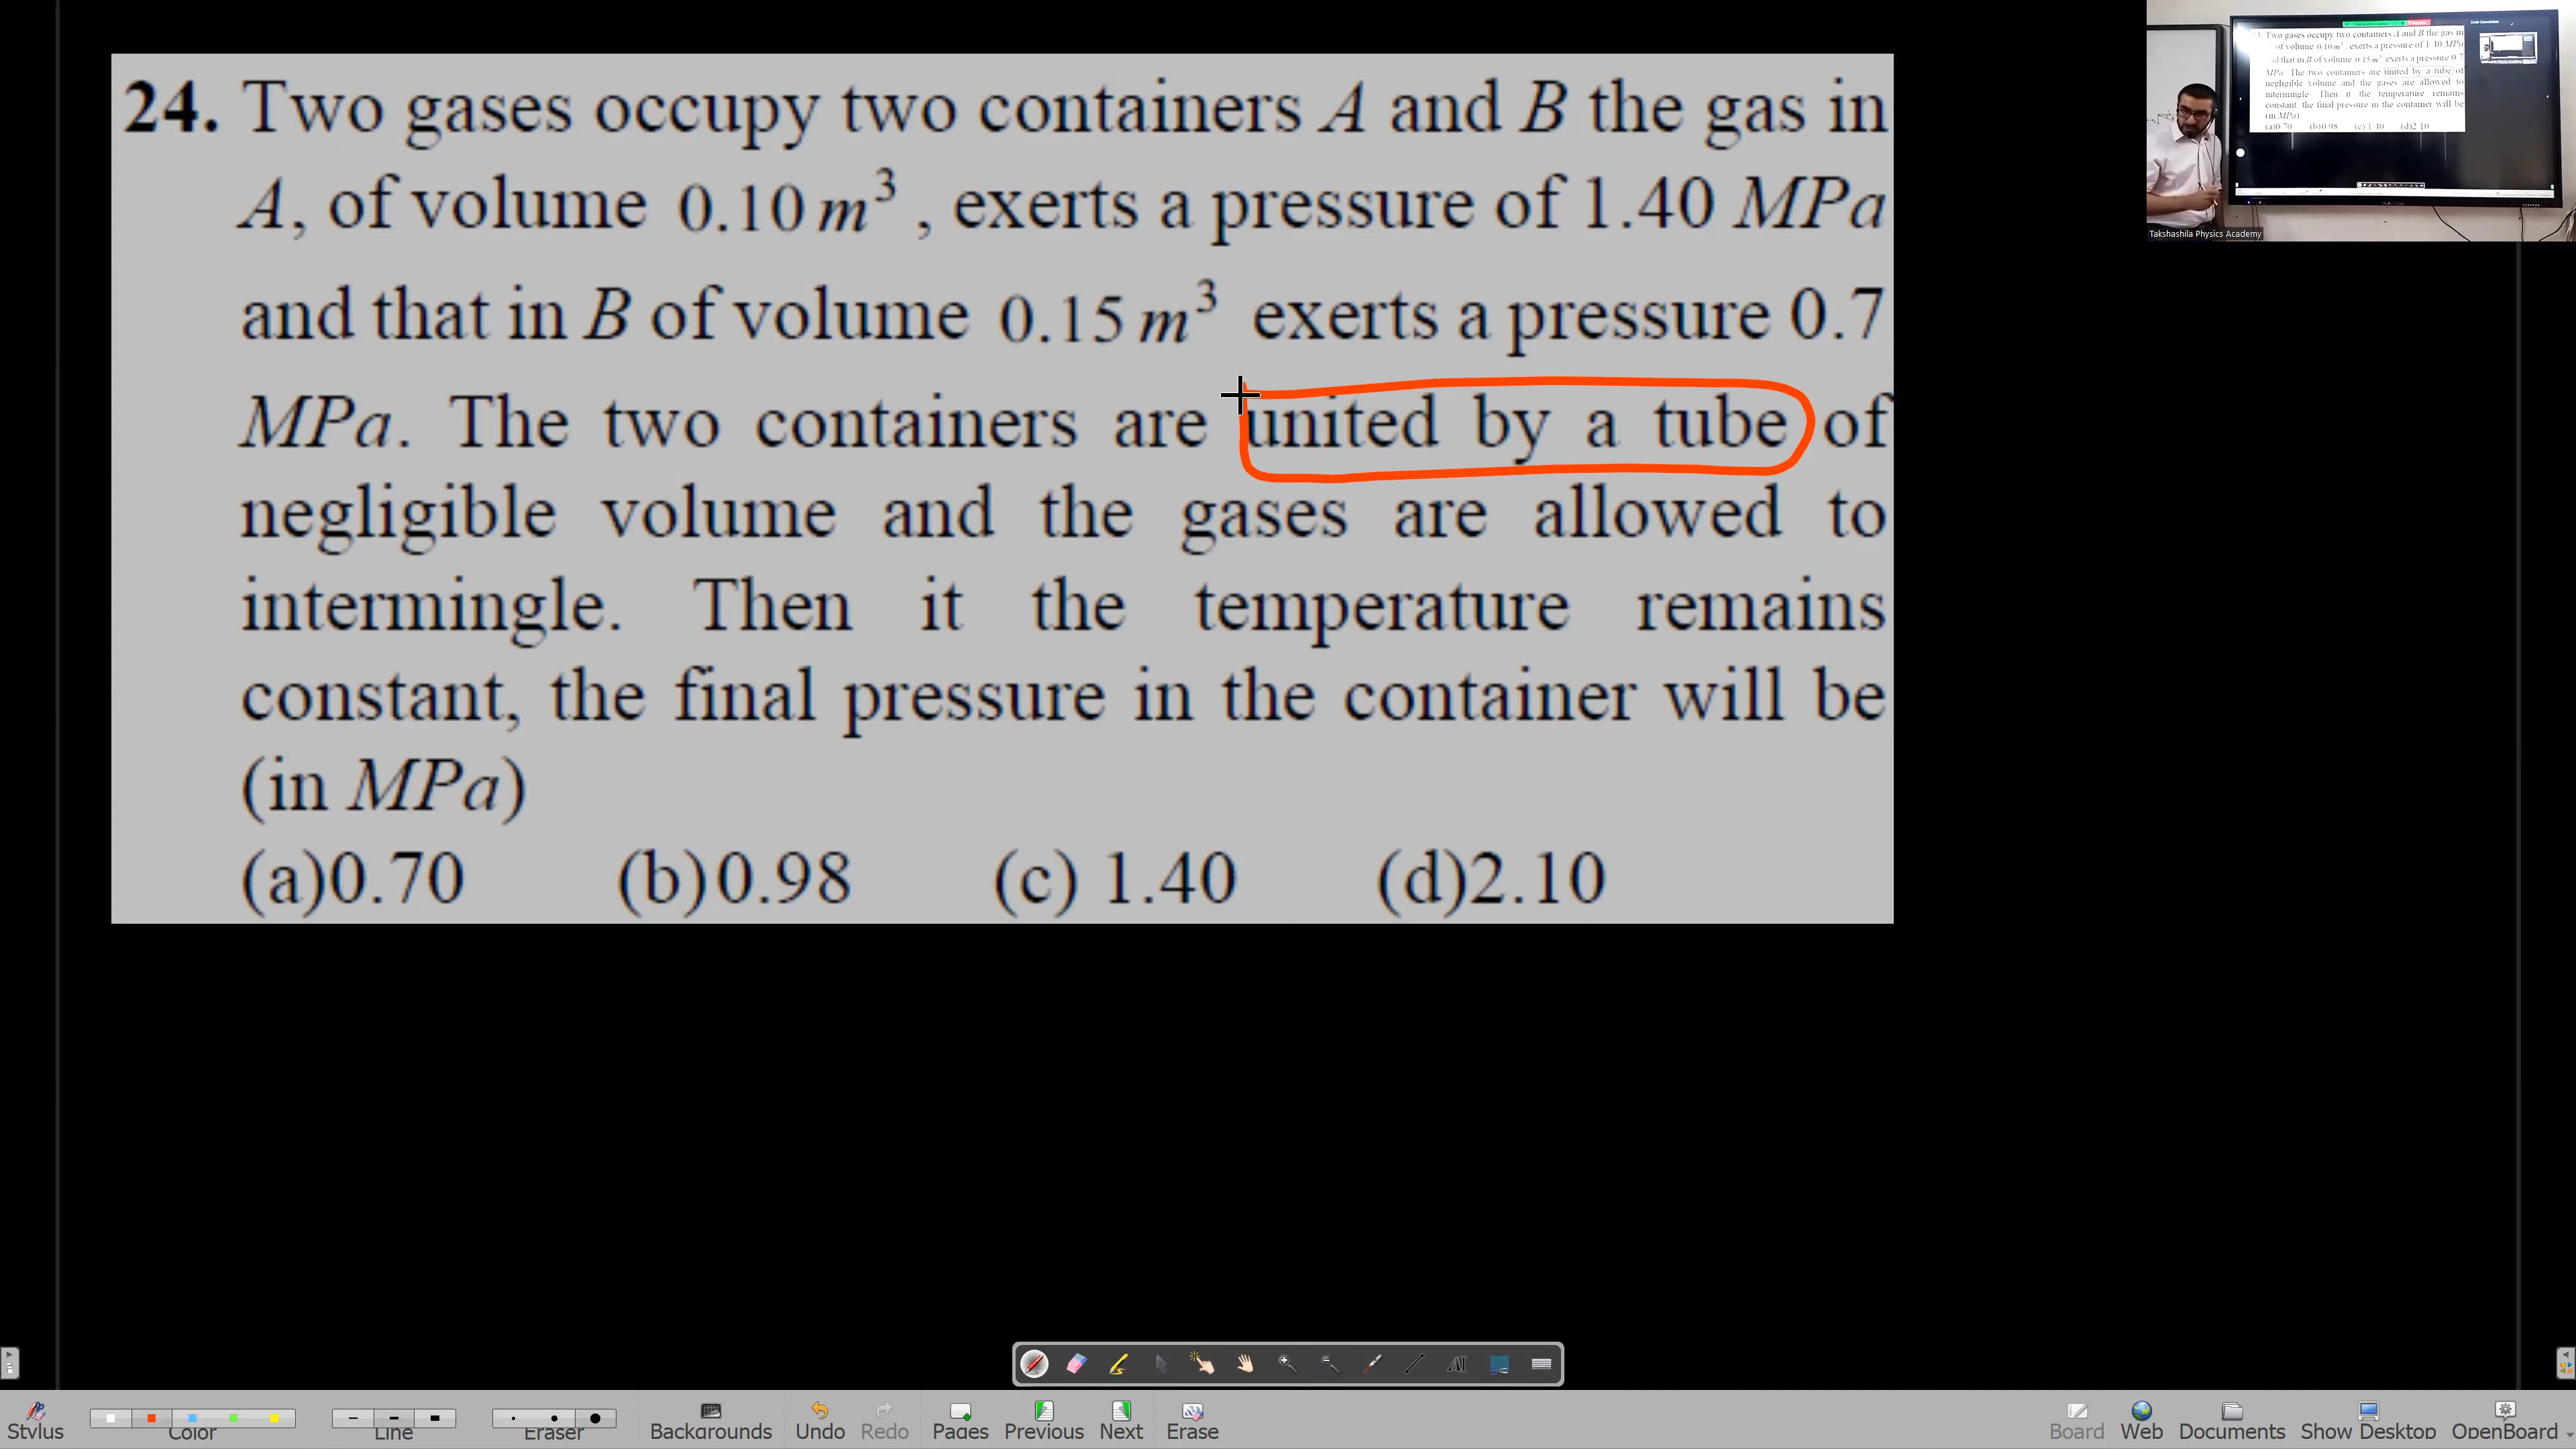 24. Two gases occupy two containers A and B the gas in
A, of volume 0.10 m³ , exerts a pressure of 1.40 MPa
and that in B of volume 0.15 m³ exerts a pressure 0.7
MPa. The two containers are united by a tube of
negligible volume and the gases are allowed to
intermingle. Then it the temperature remains
constant, the final pressure in the container will be
(in MPa)
(a)0.70 (b)0.98 (c) 1.40 (d)2.10
Takshashila Physics Academy
Stylus Color Line Eraser Backgrounds Undo Redo Pages Previous Next Erase Board Web Documents Show Desktop OpenBoard